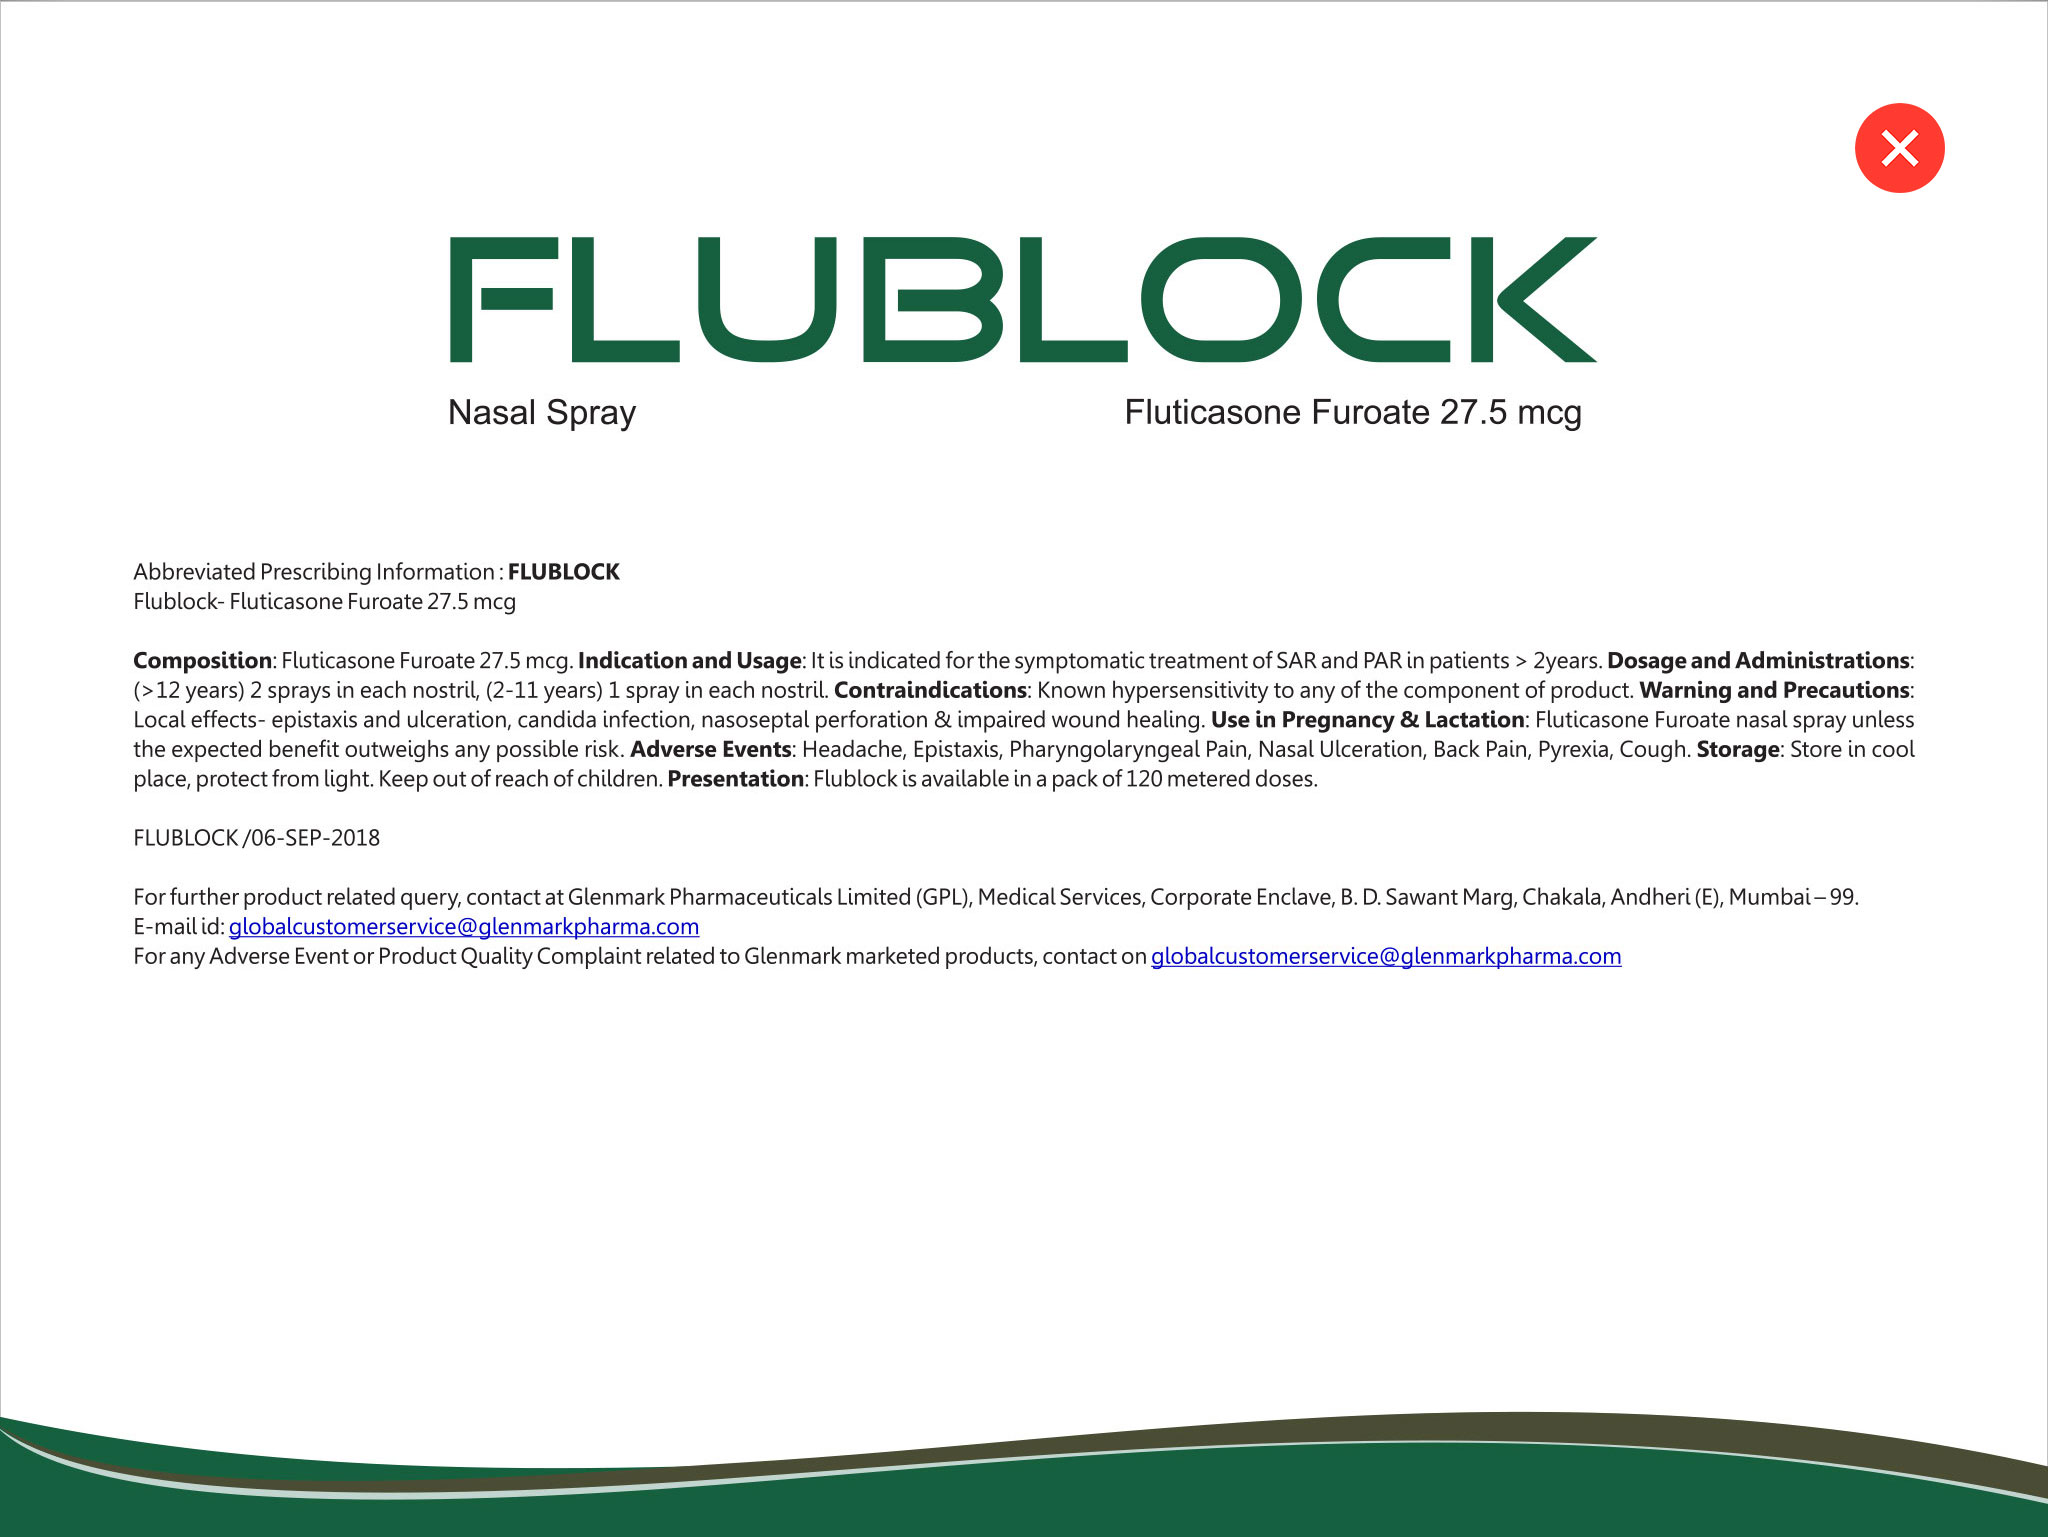 FLUBLOCK
Nasal Spray
Fluticasone Furoate 27.5 mcg
Abbreviated Prescribing Information : FLUBLOCK
Flublock- Fluticasone Furoate 27.5 mcg
Composition: Fluticasone Furoate 27.5 mcg. Indication and Usage: It is indicated for the symptomatic treatment of SAR and PAR in patients > 2years. Dosage and Administrations:
(>12 years) 2 sprays in each nostril, (2-11 years) 1 spray in each nostril. Contraindications: Known hypersensitivity to any of the component of product. Warning and Precautions:
Local effects- epistaxis and ulceration, candida infection, nasoseptal perforation & impaired wound healing. Use in Pregnancy & Lactation: Fluticasone Furoate nasal spray unless
the expected benefit outweighs any possible risk. Adverse Events: Headache, Epistaxis, Pharyngolaryngeal Pain, Nasal Ulceration, Back Pain, Pyrexia, Cough. Storage: Store in cool
place, protect from light. Keep out of reach of children. Presentation: Flublock is available in a pack of 120 metered doses.
FLUBLOCK /06-SEP-2018
For further product related query, contact at Glenmark Pharmaceuticals Limited (GPL), Medical Services, Corporate Enclave, B. D. Sawant Marg, Chakala, Andheri (E), Mumbai – 99.
E-mail id: globalcustomerservice@glenmarkpharma.com
For any Adverse Event or Product Quality Complaint related to Glenmark marketed products, contact on globalcustomerservice@glenmarkpharma.com